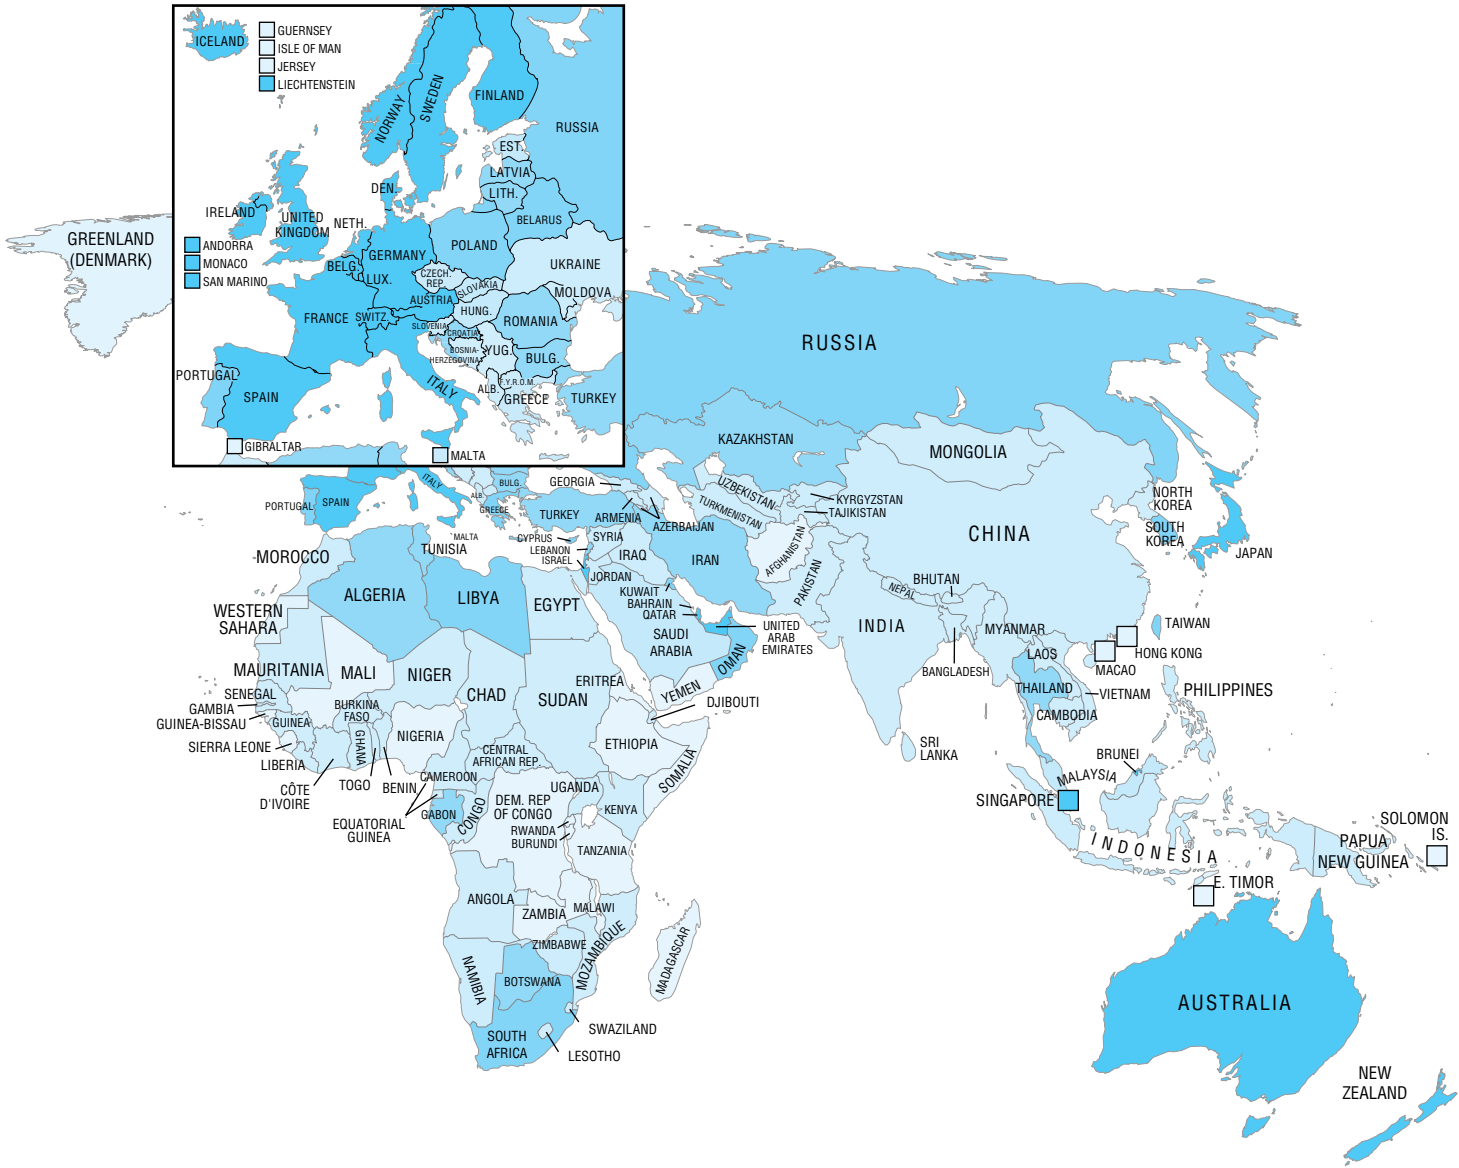 ICELAND
GUERNSEY
ISLE OF MAN
JERSEY
LIECHTENSTEIN
NORWAY
SWEDEN
FINLAND
RUSSIA
EST.
LATVIA
LITH.
DEN.
BELARUS
IRELAND
UNITED
KINGDOM
NETH.
ANDORRA
MONACO
SAN MARINO
POLAND
GERMANY
BELG.
LUX.
UKRAINE
CZECH.
REP.
SLOVAKIA
MOLDOVA
AUSTRIA
HUNG.
FRANCE
SWITZ.
SLOVENIA
CROATIA
ROMANIA
BOSNIA-
HERZEGOVINA
YUG.
BULG.
PORTUGAL
SPAIN
ITALY
ALB.
F.Y.R.O.M.
GREECE
TURKEY
GIBRALTAR
MALTA
GREENLAND
(DENMARK)
RUSSIA
KAZAKHSTAN
MONGOLIA
GEORGIA
UZBEKISTAN
KYRGYZSTAN
TAJIKISTAN
TURKMENISTAN
ITALY
BULG.
ALB.
GREECE
PORTUGAL
SPAIN
TURKEY
ARMENIA
AZERBAIJAN
NORTH
KOREA
SOUTH
KOREA
JAPAN
CHINA
MALTA
CYPRUS
LEBANON
ISRAEL
SYRIA
IRAQ
IRAN
AFGHANISTAN
PAKISTAN
MOROCCO
TUNISIA
ALGERIA
LIBYA
EGYPT
JORDAN
KUWAIT
BAHRAIN
QATAR
SAUDI
ARABIA
UNITED
ARAB
EMIRATES
OMAN
YEMEN
NEPAL
BHUTAN
INDIA
BANGLADESH
MYANMAR
LAOS
THAILAND
VIETNAM
CAMBODIA
TAIWAN
HONG KONG
MACAO
PHILIPPINES
SRI
LANKA
BRUNEI
MALAYSIA
SINGAPORE
INDONESIA
E. TIMOR
PAPUA
NEW GUINEA
SOLOMON
IS.
WESTERN
SAHARA
MAURITANIA
MALI
NIGER
CHAD
SUDAN
ERITREA
DJIBOUTI
SENEGAL
GAMBIA
GUINEA-BISSAU
GUINEA
SIERRA LEONE
LIBERIA
CÔTE
D'IVOIRE
BURKINA
FASO
GHANA
TOGO
BENIN
NIGERIA
CAMEROON
CENTRAL
AFRICAN REP.
ETHIOPIA
SOMALIA
EQUATORIAL
GUINEA
GABON
CONGO
DEM. REP
OF CONGO
UGANDA
KENYA
RWANDA
BURUNDI
TANZANIA
ANGOLA
ZAMBIA
MALAWI
ZIMBABWE
MOZAMBIQUE
MADAGASCAR
NAMIBIA
BOTSWANA
SOUTH
AFRICA
SWAZILAND
LESOTHO
AUSTRALIA
NEW
ZEALAND